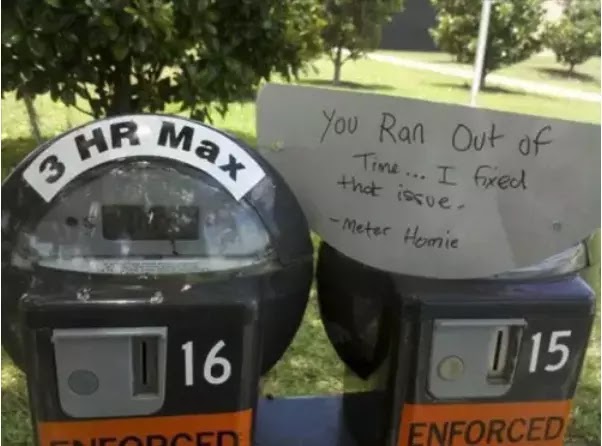 3 HR Max
You Ran Out of
Time... I fixed
that issue.
-Meter Homie
16
15
ENFORCED
ENFORCED